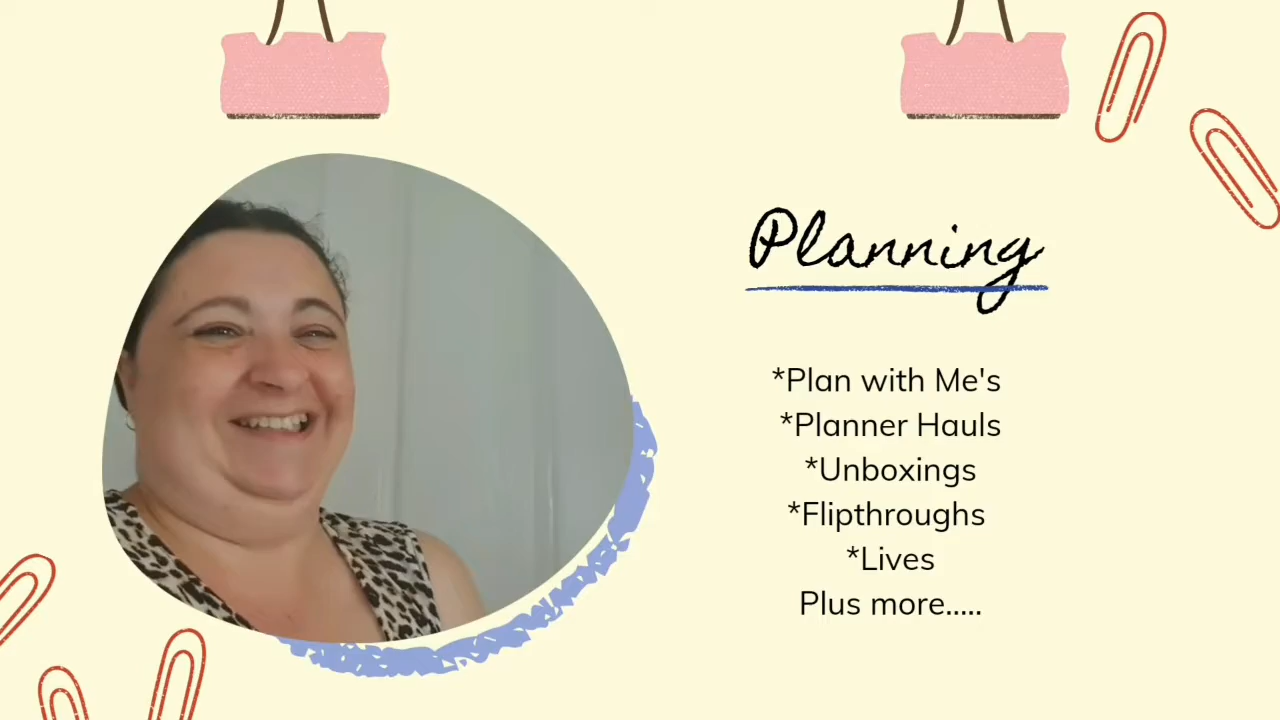 Planning
*Plan with Me's
*Planner Hauls
*Unboxings
*Flipthroughs
*Lives
Plus more.....